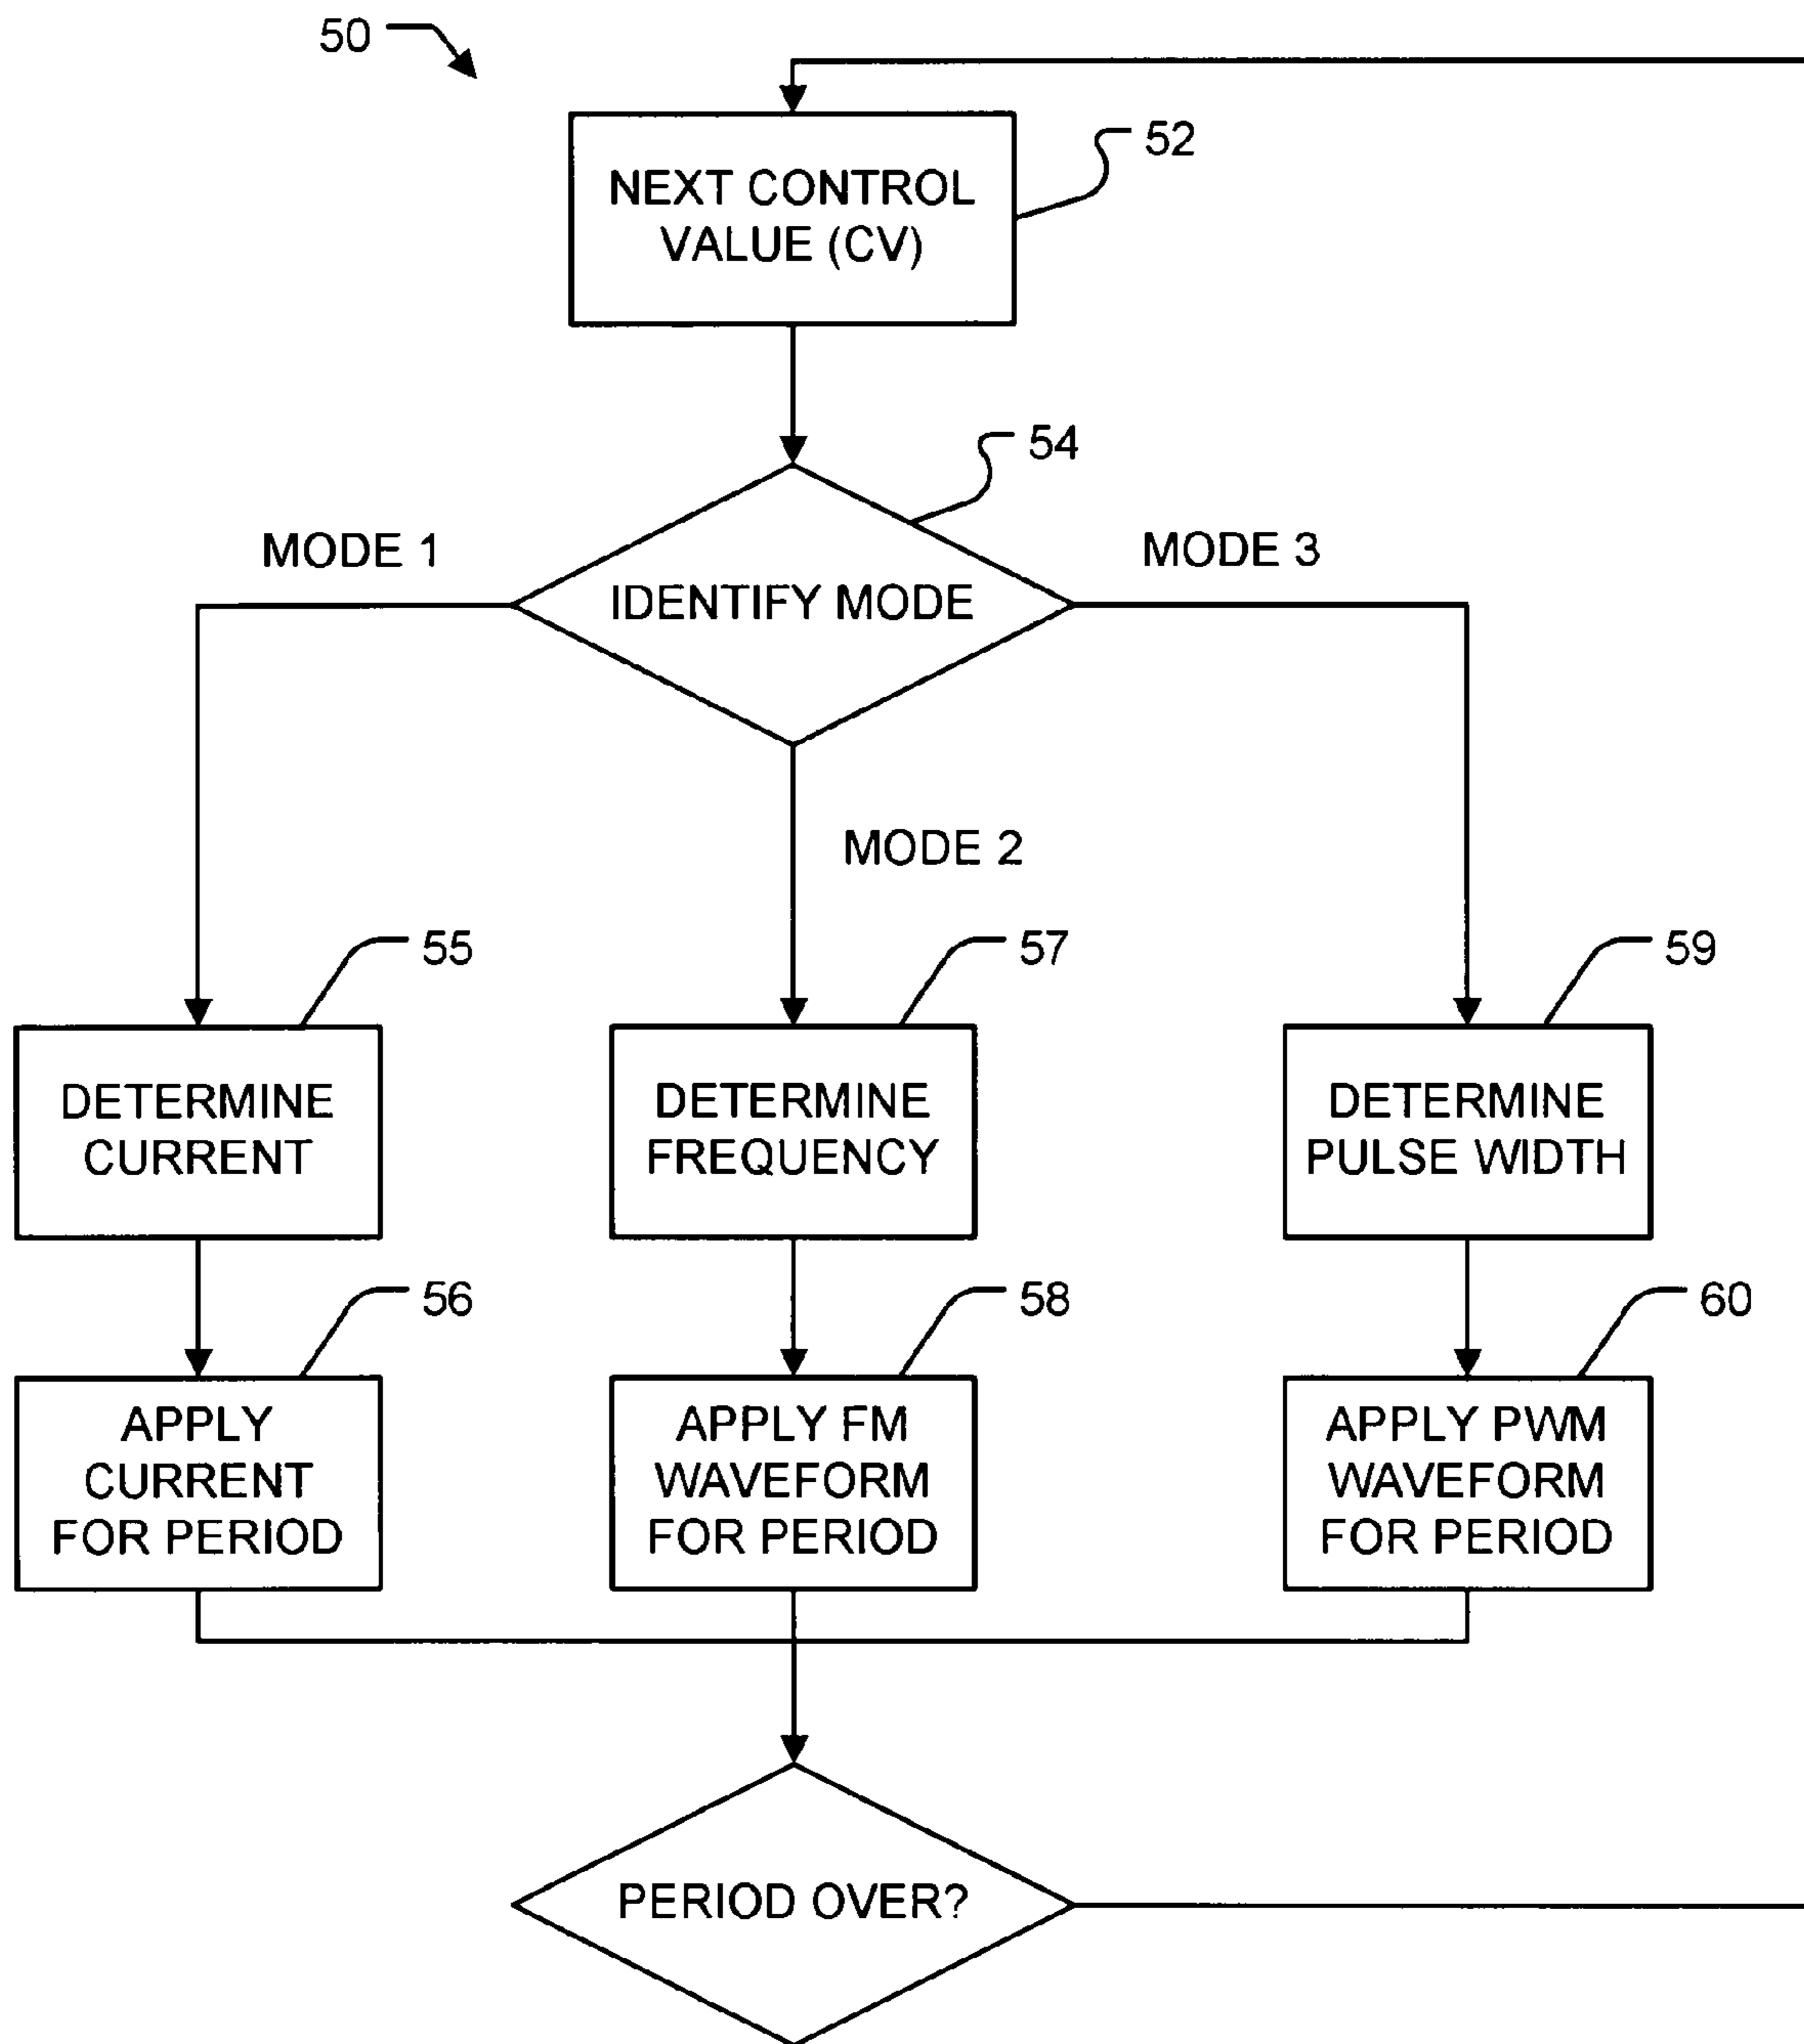 50
NEXT CONTROL
VALUE (CV)
52
54
MODE 1
MODE 3
IDENTIFY MODE
MODE 2
55
57
59
DETERMINE
CURRENT
DETERMINE
FREQUENCY
DETERMINE
PULSE WIDTH
56
58
60
APPLY
CURRENT
FOR PERIOD
APPLY FM
WAVEFORM
FOR PERIOD
APPLY PWM
WAVEFORM
FOR PERIOD
PERIOD OVER?